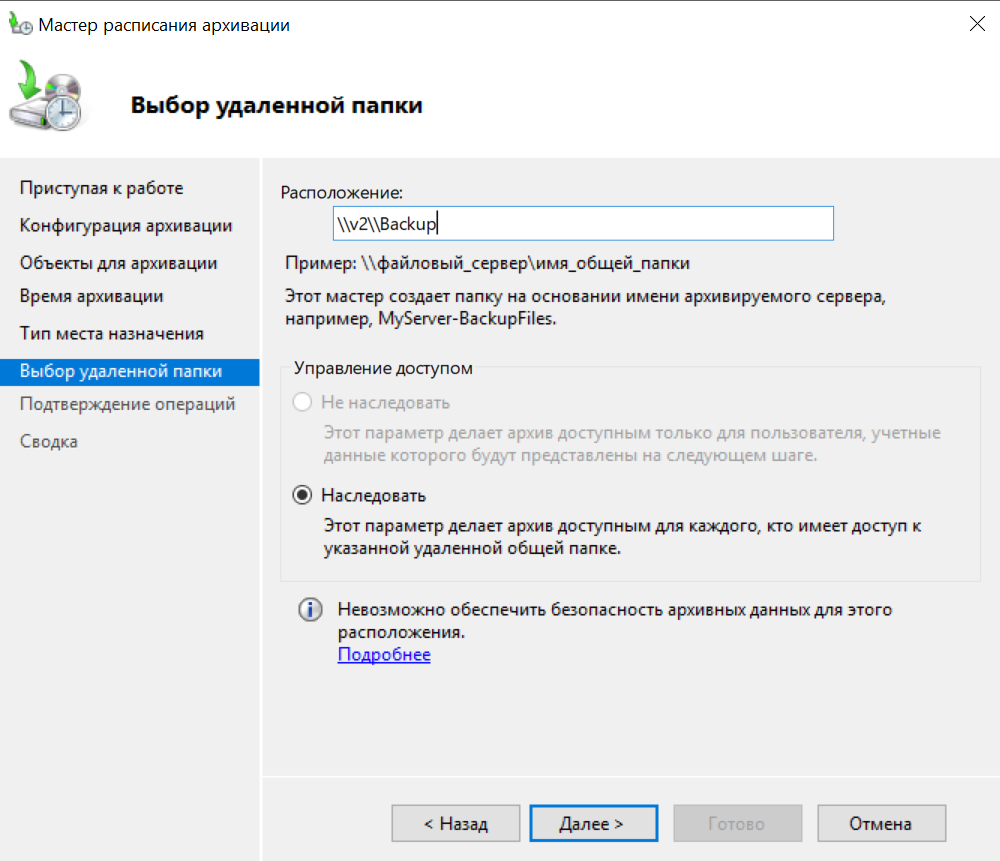 Мастер расписания архивации
Выбор удаленной папки
Приступая к работе
Конфигурация архивации
Объекты для архивации
Время архивации
Тип места назначения
Выбор удаленной папки
Подтверждение операций
Сводка
Расположение:
\\v2\\Backup
Пример: \\файловый_сервер\имя_общей_папки
Этот мастер создает папку на основании имени архивируемого сервера,
например, MyServer-BackupFiles.
Управление доступом
Не наследовать
Этот параметр делает архив доступным только для пользователя, учетные
данные которого будут представлены на следующем шаге.
Наследовать
Этот параметр делает архив доступным для каждого, кто имеет доступ к
указанной удаленной общей папке.
Невозможно обеспечить безопасность архивных данных для этого
расположения.
Подробнее
< Назад
Далее >
Готово
Отмена